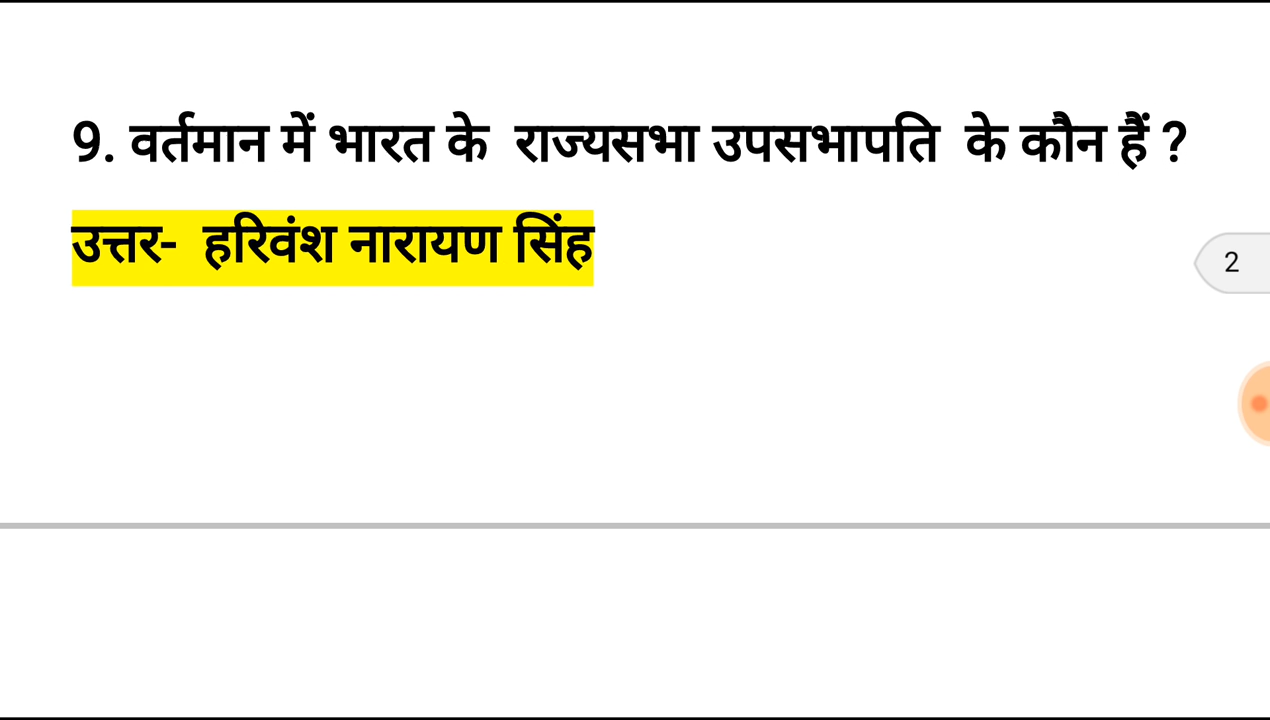 9. वर्तमान में भारत के राज्यसभा उपसभापति के कौन हैं ?
उत्तर- हरिवंश नारायण सिंह
2